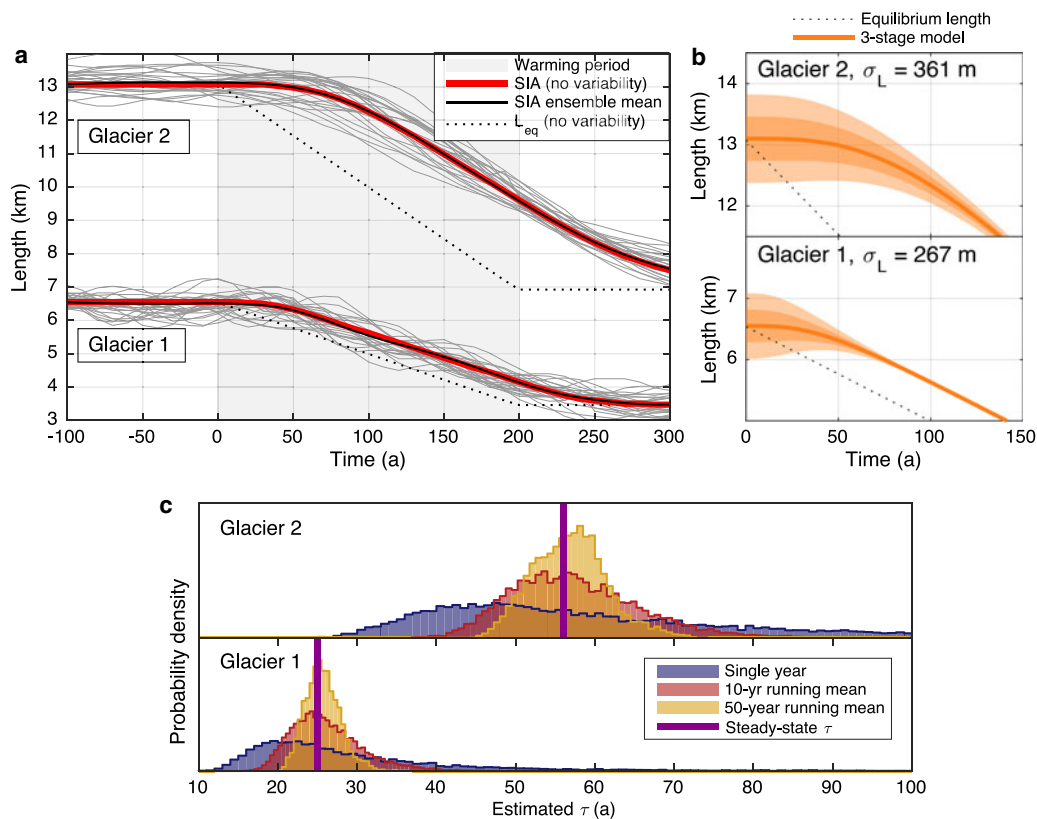 a
Warming period
SIA (no variability)
SIA ensemble mean
L_eq (no variability)
Glacier 2
Glacier 1
Length (km)
13
12
11
10
9
8
7
6
5
4
3
-100
-50
0
50
100
150
200
250
300
Time (a)
Equilibrium length
3-stage model
b
Glacier 2, σ_L = 361 m
14
13
12
Length (km)
Glacier 1, σ_L = 267 m
7
6
Length (km)
0
50
100
150
Time (a)
c
Glacier 2
Glacier 1
Probability density
Single year
10-yr running mean
50-year running mean
Steady-state τ
10
20
30
40
50
60
70
80
90
100
Estimated τ (a)